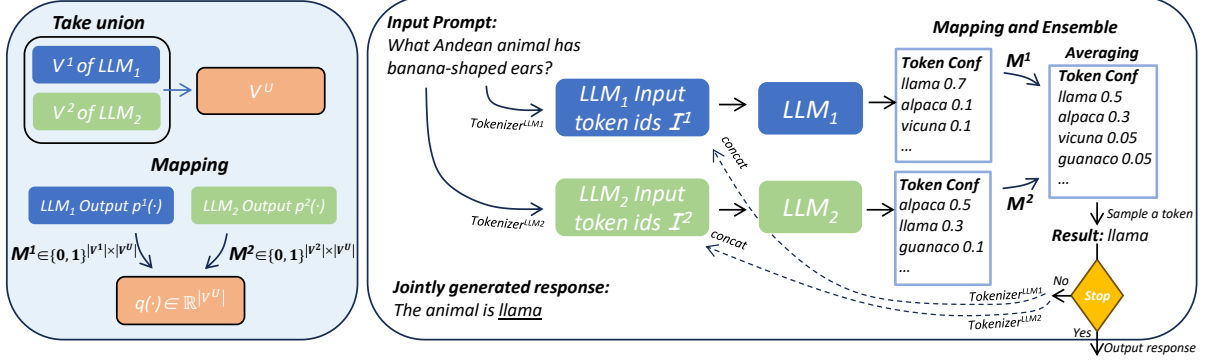 Take union
V¹ of LLM₁
V² of LLM₂
V^U
Mapping
LLM₁ Output p¹(·)
LLM₂ Output p²(·)
M¹∈{0, 1}^|V¹|×|V^U|
M²∈{0, 1}^|V²|×|V^U|
q(·)∈ ℝ^|V^U|
Input Prompt:
What Andean animal has
banana-shaped ears?
Tokenizer^LLM1
LLM₁ Input
token ids I¹
LLM₁
Token Conf
llama 0.7
alpaca 0.1
vicuna 0.1
...
Tokenizer^LLM2
LLM₂ Input
token ids I²
LLM₂
Token Conf
alpaca 0.5
llama 0.3
guanaco 0.1
...
concat
concat
Mapping and Ensemble
M¹
M²
Averaging
Token Conf
llama 0.5
alpaca 0.3
vicuna 0.05
guanaco 0.05
...
Sample a token
Result: llama
Stop
No
Tokenizer^LLM1
Tokenizer^LLM2
Yes
Output response
Jointly generated response:
The animal is llama